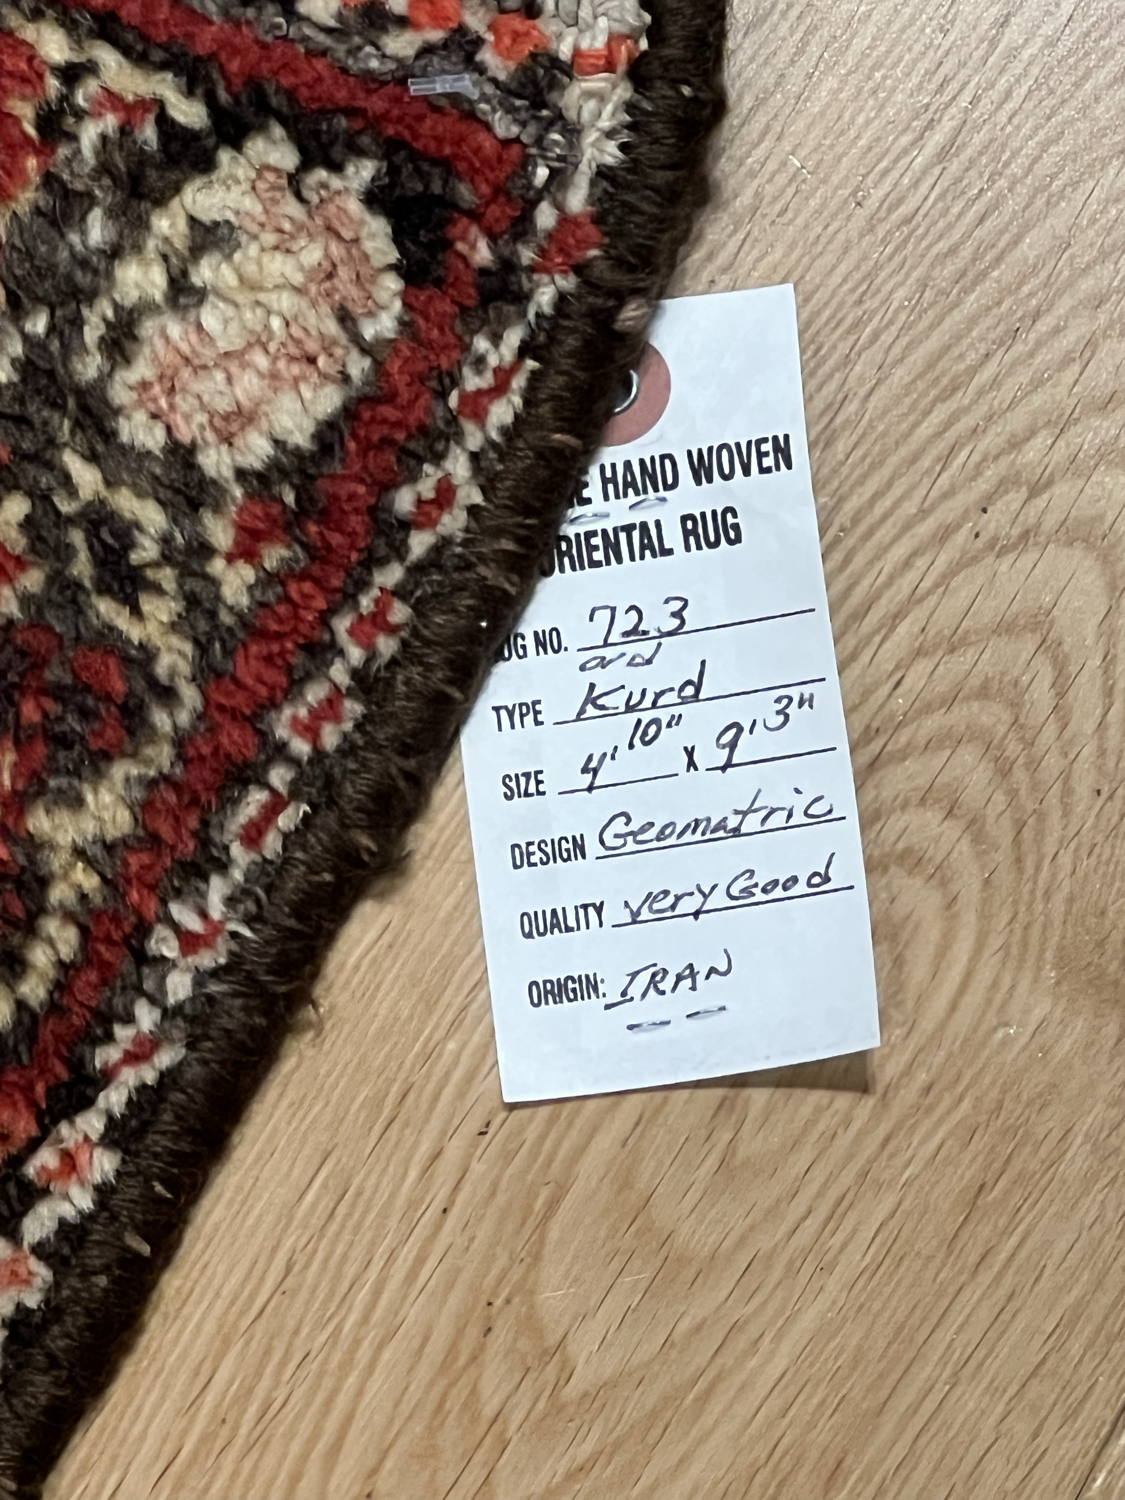 HAND WOVEN
ORIENTAL RUG
UG NO. 723
TYPE Kurd
SIZE 4' 10" X 9' 3"
DESIGN Geomatric
QUALITY very Good
ORIGIN: IRAN